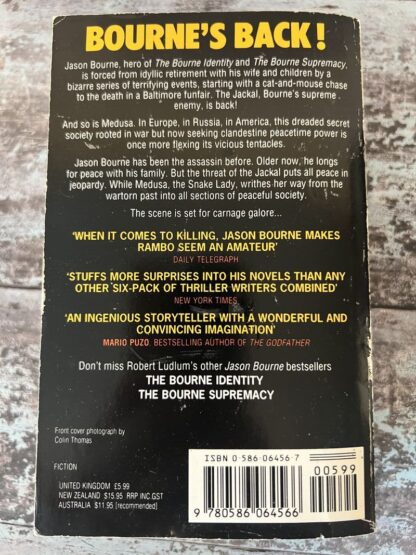 BOURNE'S BACK!
Jason Bourne, hero of The Bourne Identity and The Bourne Supremacy,
is forced from idyllic retirement with his wife and children by a
bizarre series of terrifying events, starting with a cat-and-mouse chase
to the death in a Baltimore funfair. The Jackal, Bourne's supreme
enemy, is back!
And so is Medusa. In Europe, in Russia, in America, this dreaded secret
society rooted in war but now seeking clandestine peacetime power is
once more flexing its vicious tentacles.
Jason Bourne has been the assassin before. Older now, he longs
for peace with his family. But the threat of the Jackal puts all peace in
jeopardy. While Medusa, the Snake Lady, writhes her way from the
wartorn past into all sections of peaceful society.
The scene is set for carnage galore...
'WHEN IT COMES TO KILLING, JASON BOURNE MAKES
RAMBO SEEM AN AMATEUR'
DAILY TELEGRAPH
'STUFFS MORE SURPRISES INTO HIS NOVELS THAN ANY
OTHER SIX-PACK OF THRILLER WRITERS COMBINED'
NEW YORK TIMES
'AN INGENIOUS STORYTELLER WITH A WONDERFUL AND
CONVINCING IMAGINATION'
MARIO PUZO, BESTSELLING AUTHOR OF THE GODFATHER
Don't miss Robert Ludlum's other Jason Bourne bestsellers
THE BOURNE IDENTITY
THE BOURNE SUPREMACY
Front cover photograph by
Colin Thomas
FICTION
UNITED KINGDOM £5.99
NEW ZEALAND $15.95 RRP INC.GST
AUSTRALIA $11.95 [recommended]
ISBN 0-586-06456-7
00599
9 780586 064566